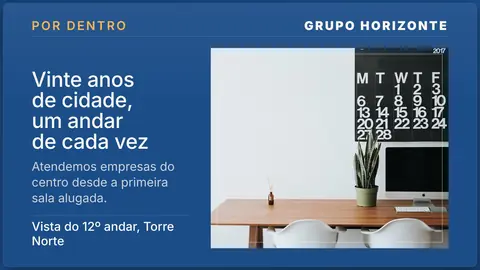 POR DENTRO
GRUPO HORIZONTE
Vinte anos
de cidade,
um andar
de cada vez
Atendemos empresas do
centro desde a primeira
sala alugada.
Vista do 12º andar, Torre
Norte
2017
M T W T F
1 2 3
6 7 8 9 10
13 14 15 16 17
20 21 22 23 24
27 28